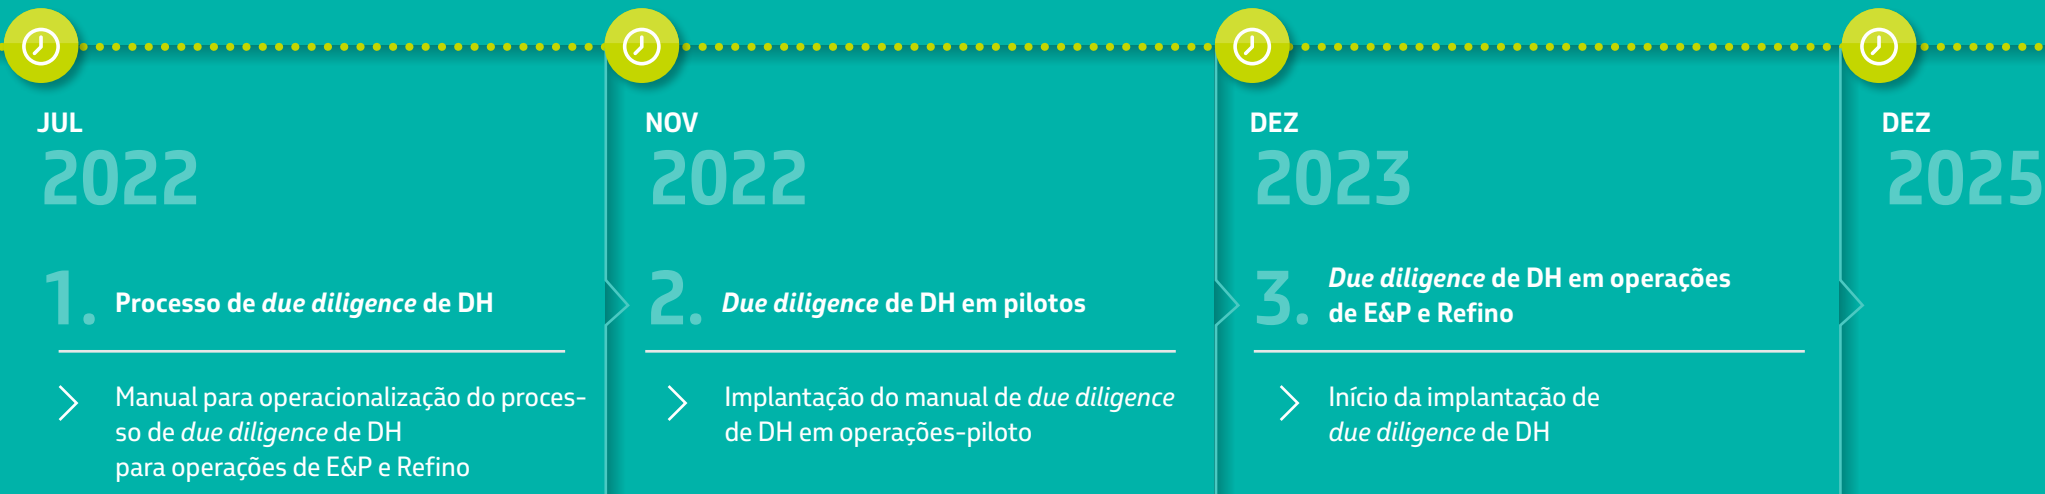 JUL
2022
1. Processo de due diligence de DH
Manual para operacionalização do proces-
so de due diligence de DH
para operações de E&P e Refino
NOV
2022
2. Due diligence de DH em pilotos
Implantação do manual de due diligence
de DH em operações-piloto
DEZ
2023
3. Due diligence de DH em operações
de E&P e Refino
Início da implantação de
due diligence de DH
DEZ
2025